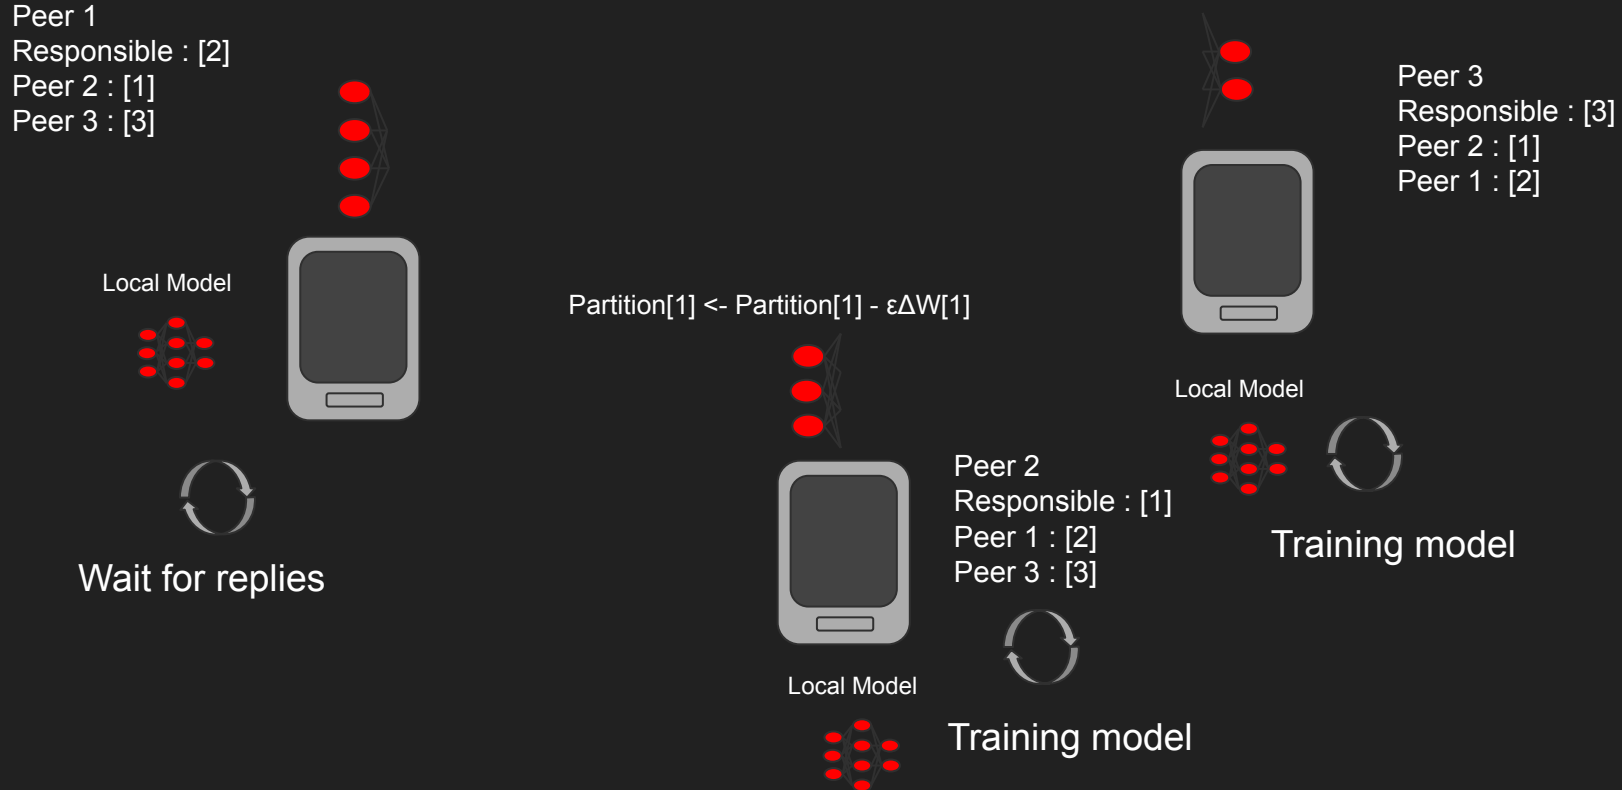 Peer 1
Responsible : [2]
Peer 2 : [1]
Peer 3 : [3]
Local Model
Wait for replies
Partition[1] <- Partition[1] - εΔW[1]
Peer 2
Responsible : [1]
Peer 1 : [2]
Peer 3 : [3]
Local Model
Training model
Peer 3
Responsible : [3]
Peer 2 : [1]
Peer 1 : [2]
Local Model
Training model